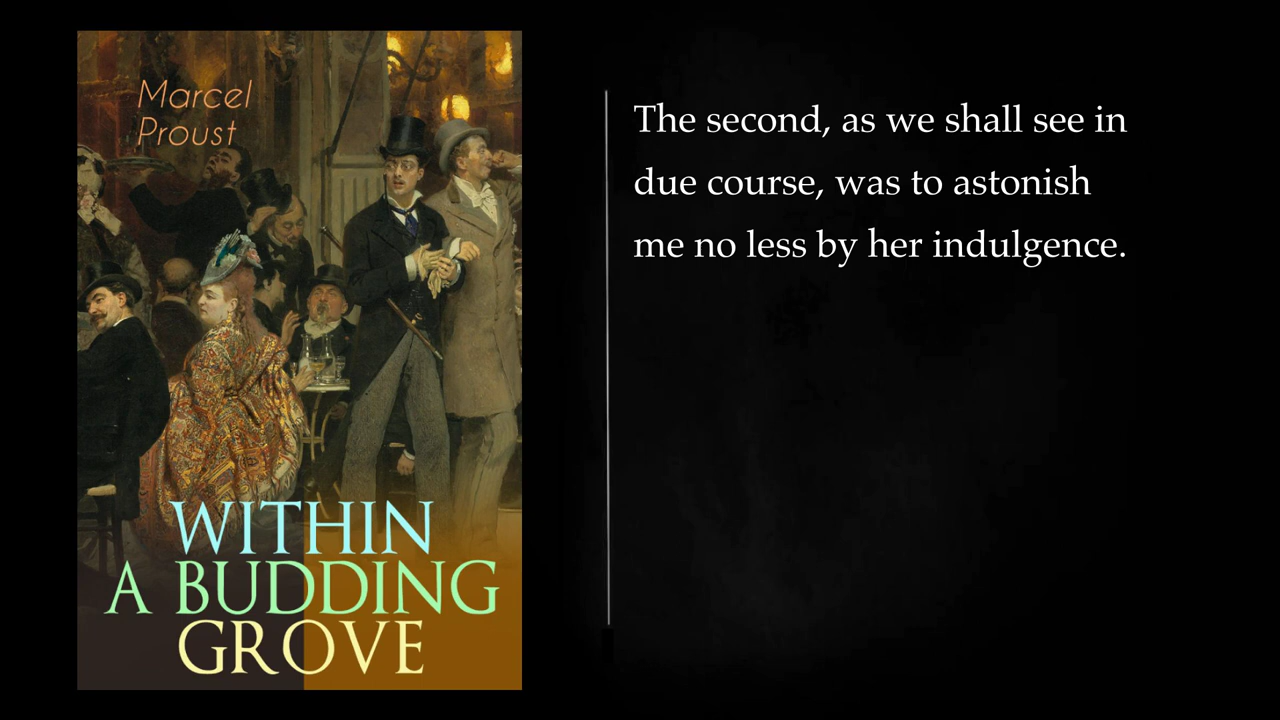 Marcel
Proust
WITHIN
A BUDDING
GROVE
The second, as we shall see in
due course, was to astonish
me no less by her indulgence.